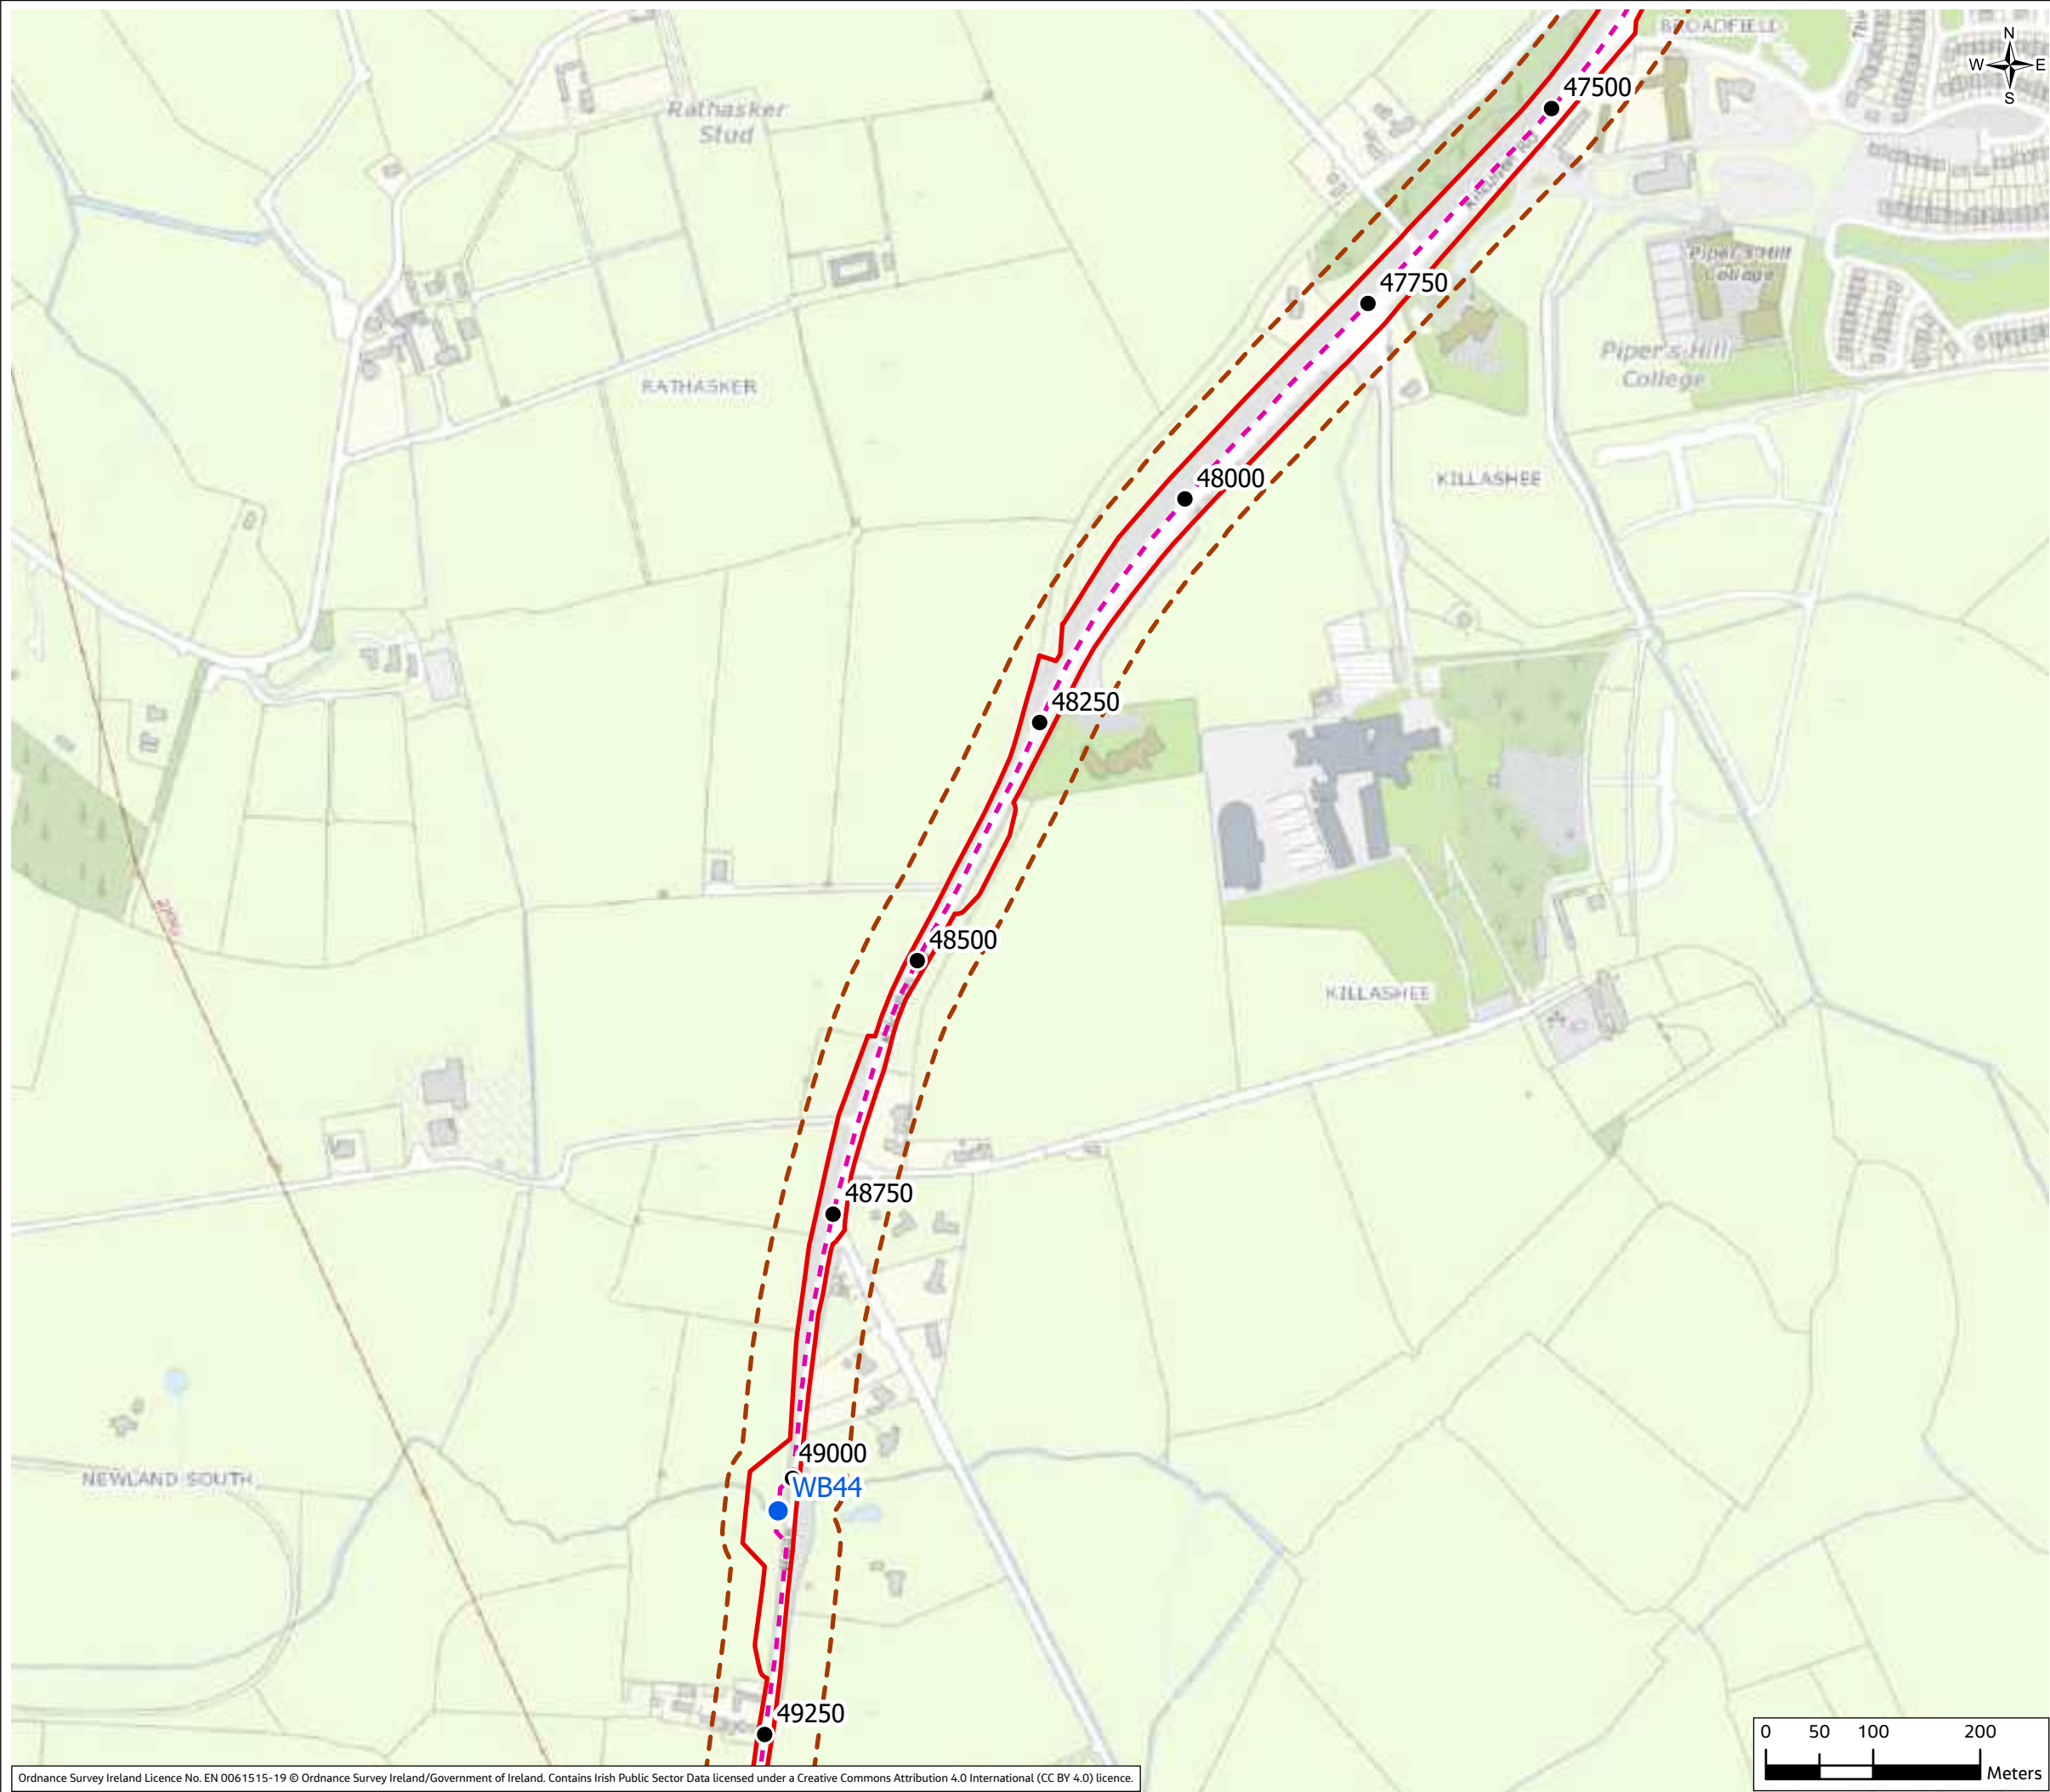 BROADFIELD
N
W E
S
47500
Rathasker
Stud
Piper's Hill
College
47750
Piper's Hill
College
RATHASKER
KILLASHEE
48000
48250
48500
KILLASHEE
48750
49000
WB44
NEWLAND SOUTH
49250
0 50 100 200
Meters
Ordnance Survey Ireland Licence No. EN 0061515-19 © Ordnance Survey Ireland/Government of Ireland. Contains Irish Public Sector Data licensed under a Creative Commons Attribution 4.0 International (CC BY 4.0) licence.